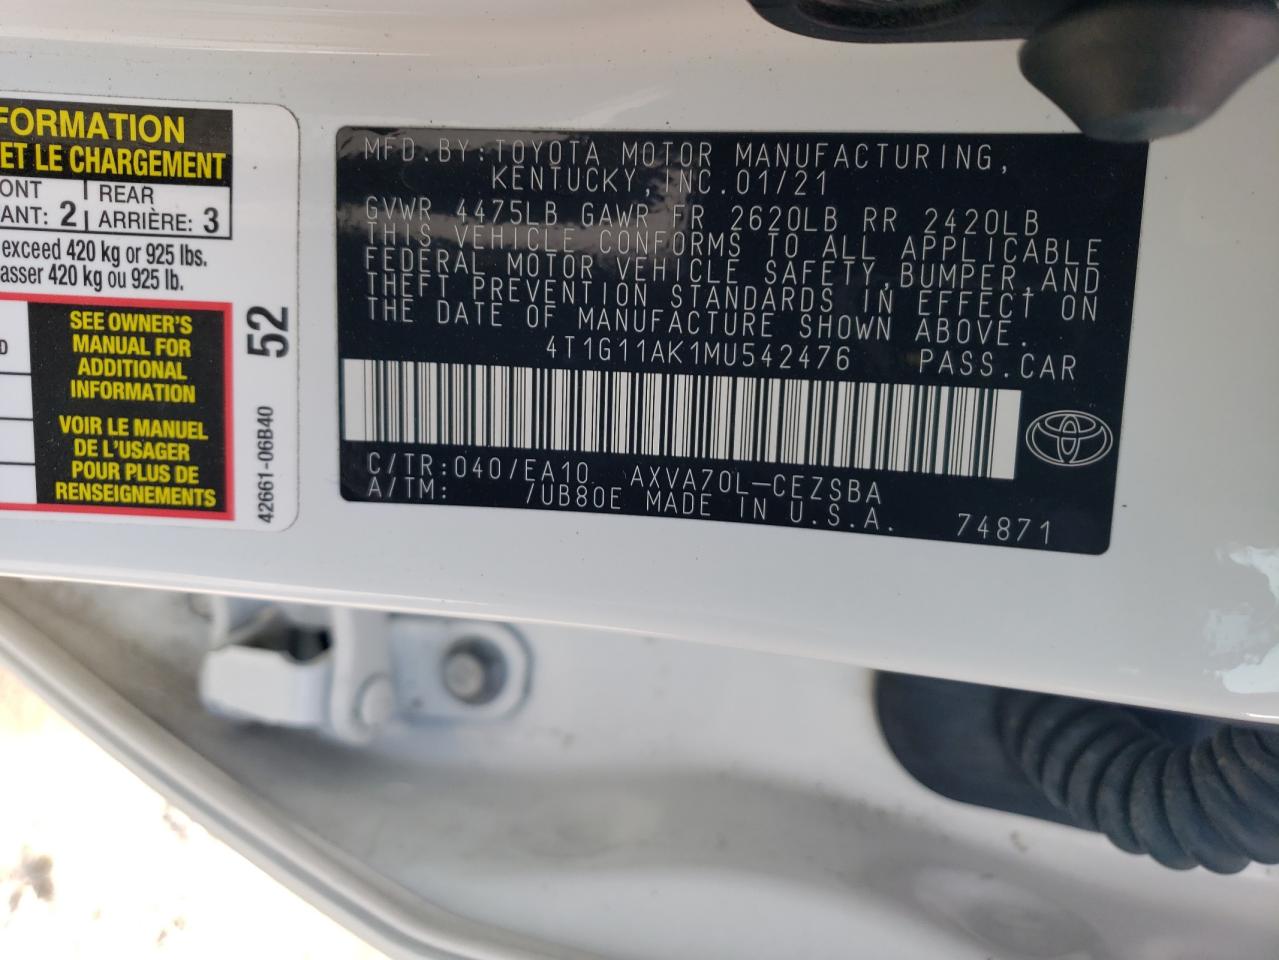 FORMATION
ET LE CHARGEMENT
ONT 2 REAR 3
ANT: ARRIÈRE:
exceed 420 kg or 925 lbs.
asser 420 kg ou 925 lb.
SEE OWNER'S
MANUAL FOR
ADDITIONAL
INFORMATION
VOIR LE MANUEL
DE L'USAGER
POUR PLUS DE
RENSEIGNEMENTS
52
42661-06B40
MFD.BY:TOYOTA MOTOR MANUFACTURING,
KENTUCKY,INC.01/21
GVWR 4475LB GAWR FR 2620LB RR 2420LB
THIS VEHICLE CONFORMS TO ALL APPLICABLE
FEDERAL MOTOR VEHICLE SAFETY,BUMPER,AND
THEFT PREVENTION STANDARDS IN EFFECT ON
THE DATE OF MANUFACTURE SHOWN ABOVE.
4T1G11AK1MU542476 PASS.CAR
C/TR:040/EA10 AXVA70L-CEZSBA
A/TM: /UB80E MADE IN U.S.A. 74871